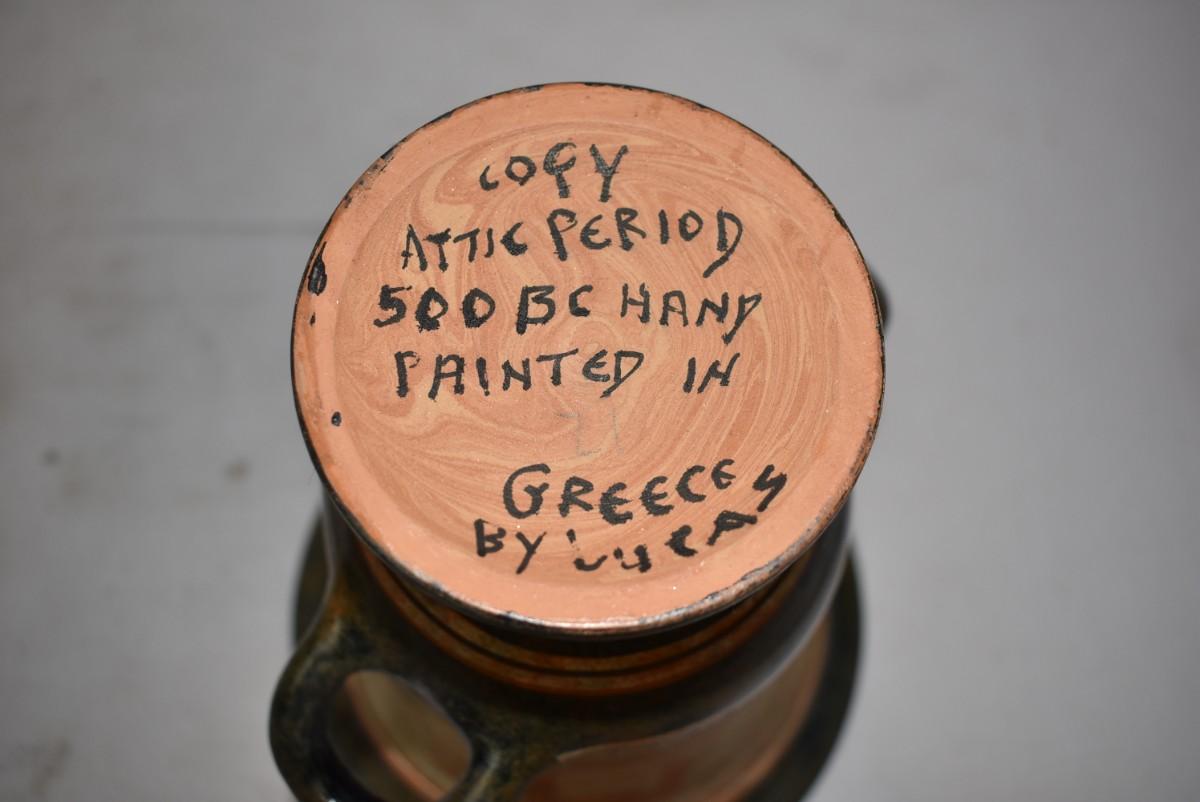 COPY
ATTIC PERIOD
500 BC HAND
PAINTED IN
GREECE
BY